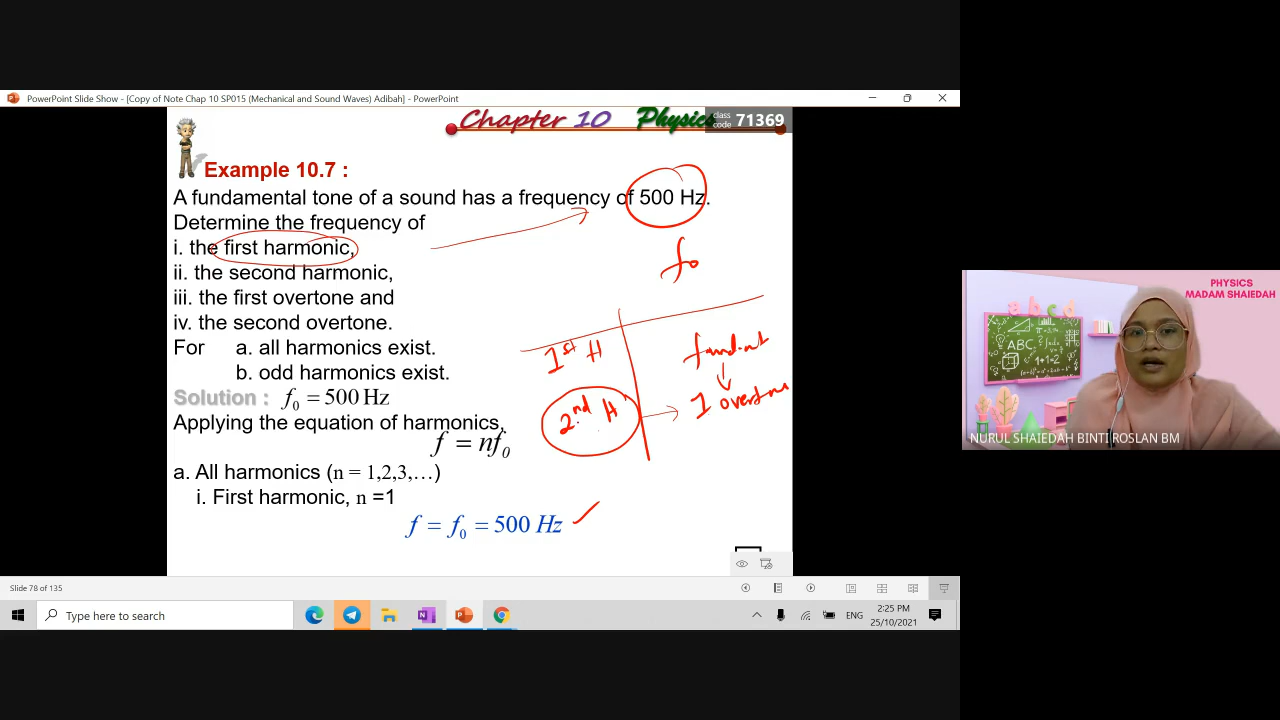 PowerPoint Slide Show - [Copy of Note Chap 10 SP015 (Mechanical and Sound Waves) Adibah] - PowerPoint
Chapter 10 Physics
class code 71369
Example 10.7 :
A fundamental tone of a sound has a frequency of 500 Hz.
Determine the frequency of
i. the first harmonic,
ii. the second harmonic,
iii. the first overtone and
iv. the second overtone.
For a. all harmonics exist.
b. odd harmonics exist.
Solution : f₀ = 500 Hz
Applying the equation of harmonics,
f = nf₀
a. All harmonics (n = 1,2,3,…)
i. First harmonic, n =1
f = f₀ = 500 Hz
f₀
1st H
2nd H
1 overtone
PHYSICS
MADAM SHAIEDAH
a b c d
ABC
1+1=2
NURUL SHAIEDAH BINTI ROSLAN BM
Slide 78 of 135
Type here to search
ENG
2:25 PM
25/10/2021